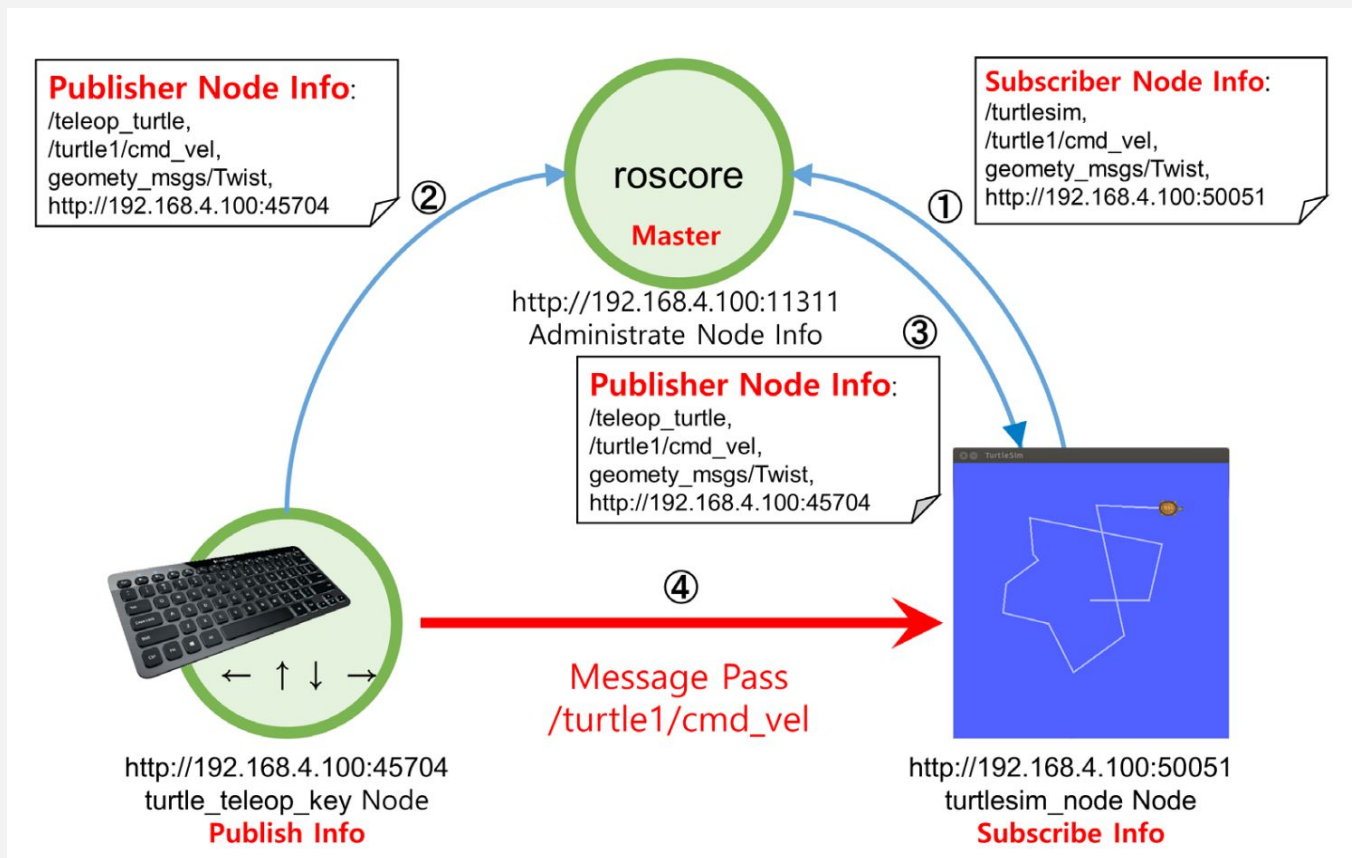 Publisher Node Info:
/teleop_turtle,
/turtle1/cmd_vel,
geomety_msgs/Twist,
http://192.168.4.100:45704
②
roscore
Master
http://192.168.4.100:11311
Administrate Node Info
①
Subscriber Node Info:
/turtlesim,
/turtle1/cmd_vel,
geomety_msgs/Twist,
http://192.168.4.100:50051
③
Publisher Node Info:
/teleop_turtle,
/turtle1/cmd_vel,
geomety_msgs/Twist,
http://192.168.4.100:45704
TurtleSim
← ↑ ↓ →
④
Message Pass
/turtle1/cmd_vel
http://192.168.4.100:45704
turtle_teleop_key Node
Publish Info
http://192.168.4.100:50051
turtlesim_node Node
Subscribe Info